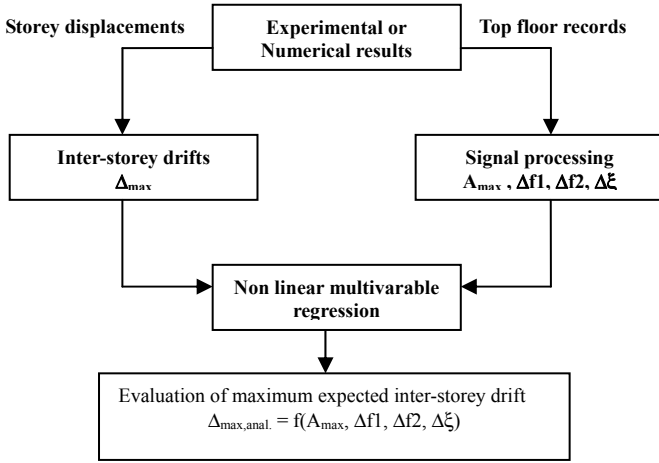 Storey displacements
Experimental or
Numerical results
Top floor records
Inter-storey drifts
Δmax
Signal processing
Amax , Δf1, Δf2, Δξ
Non linear multivarable
regression
Evaluation of maximum expected inter-storey drift
Δmax,anal. = f(Amax, Δf1, Δf2, Δξ)